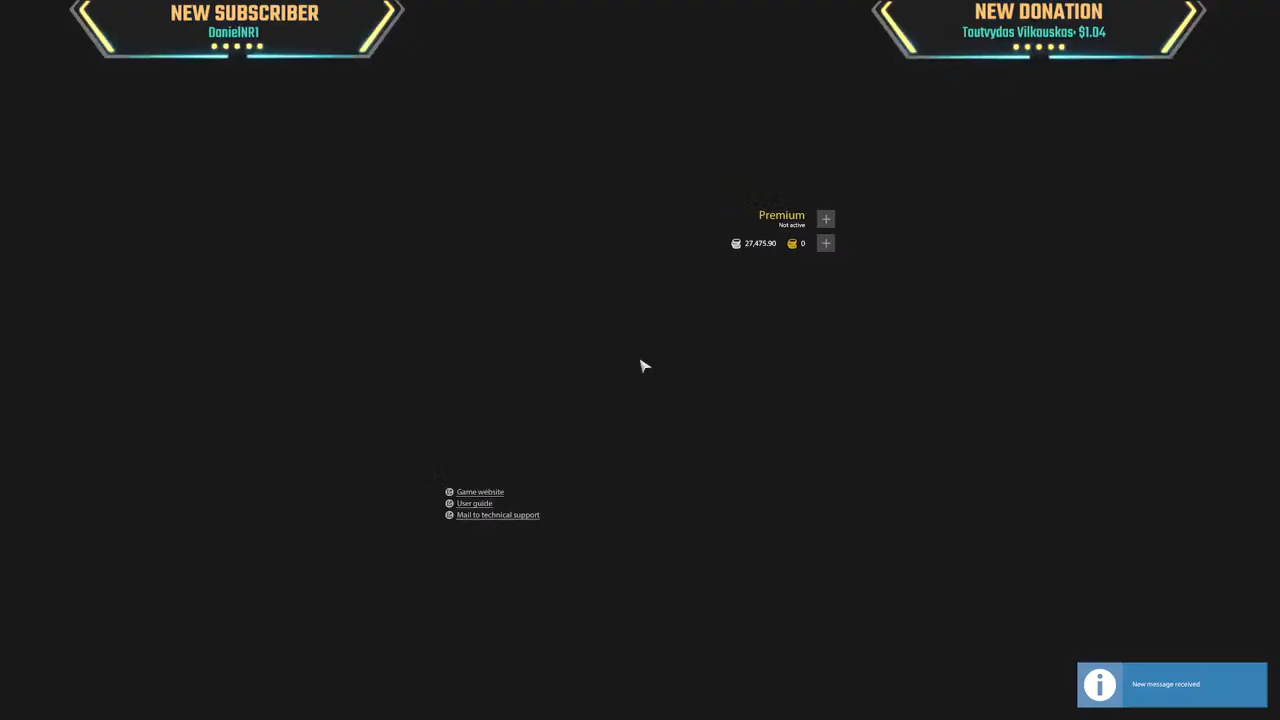 NEW SUBSCRIBER
DanielNR1
NEW DONATION
Tautvydas Vilkauskas• $1.04
Premium
Not active
27,475.90 0
Game website
User guide
Mail to technical support
New message received